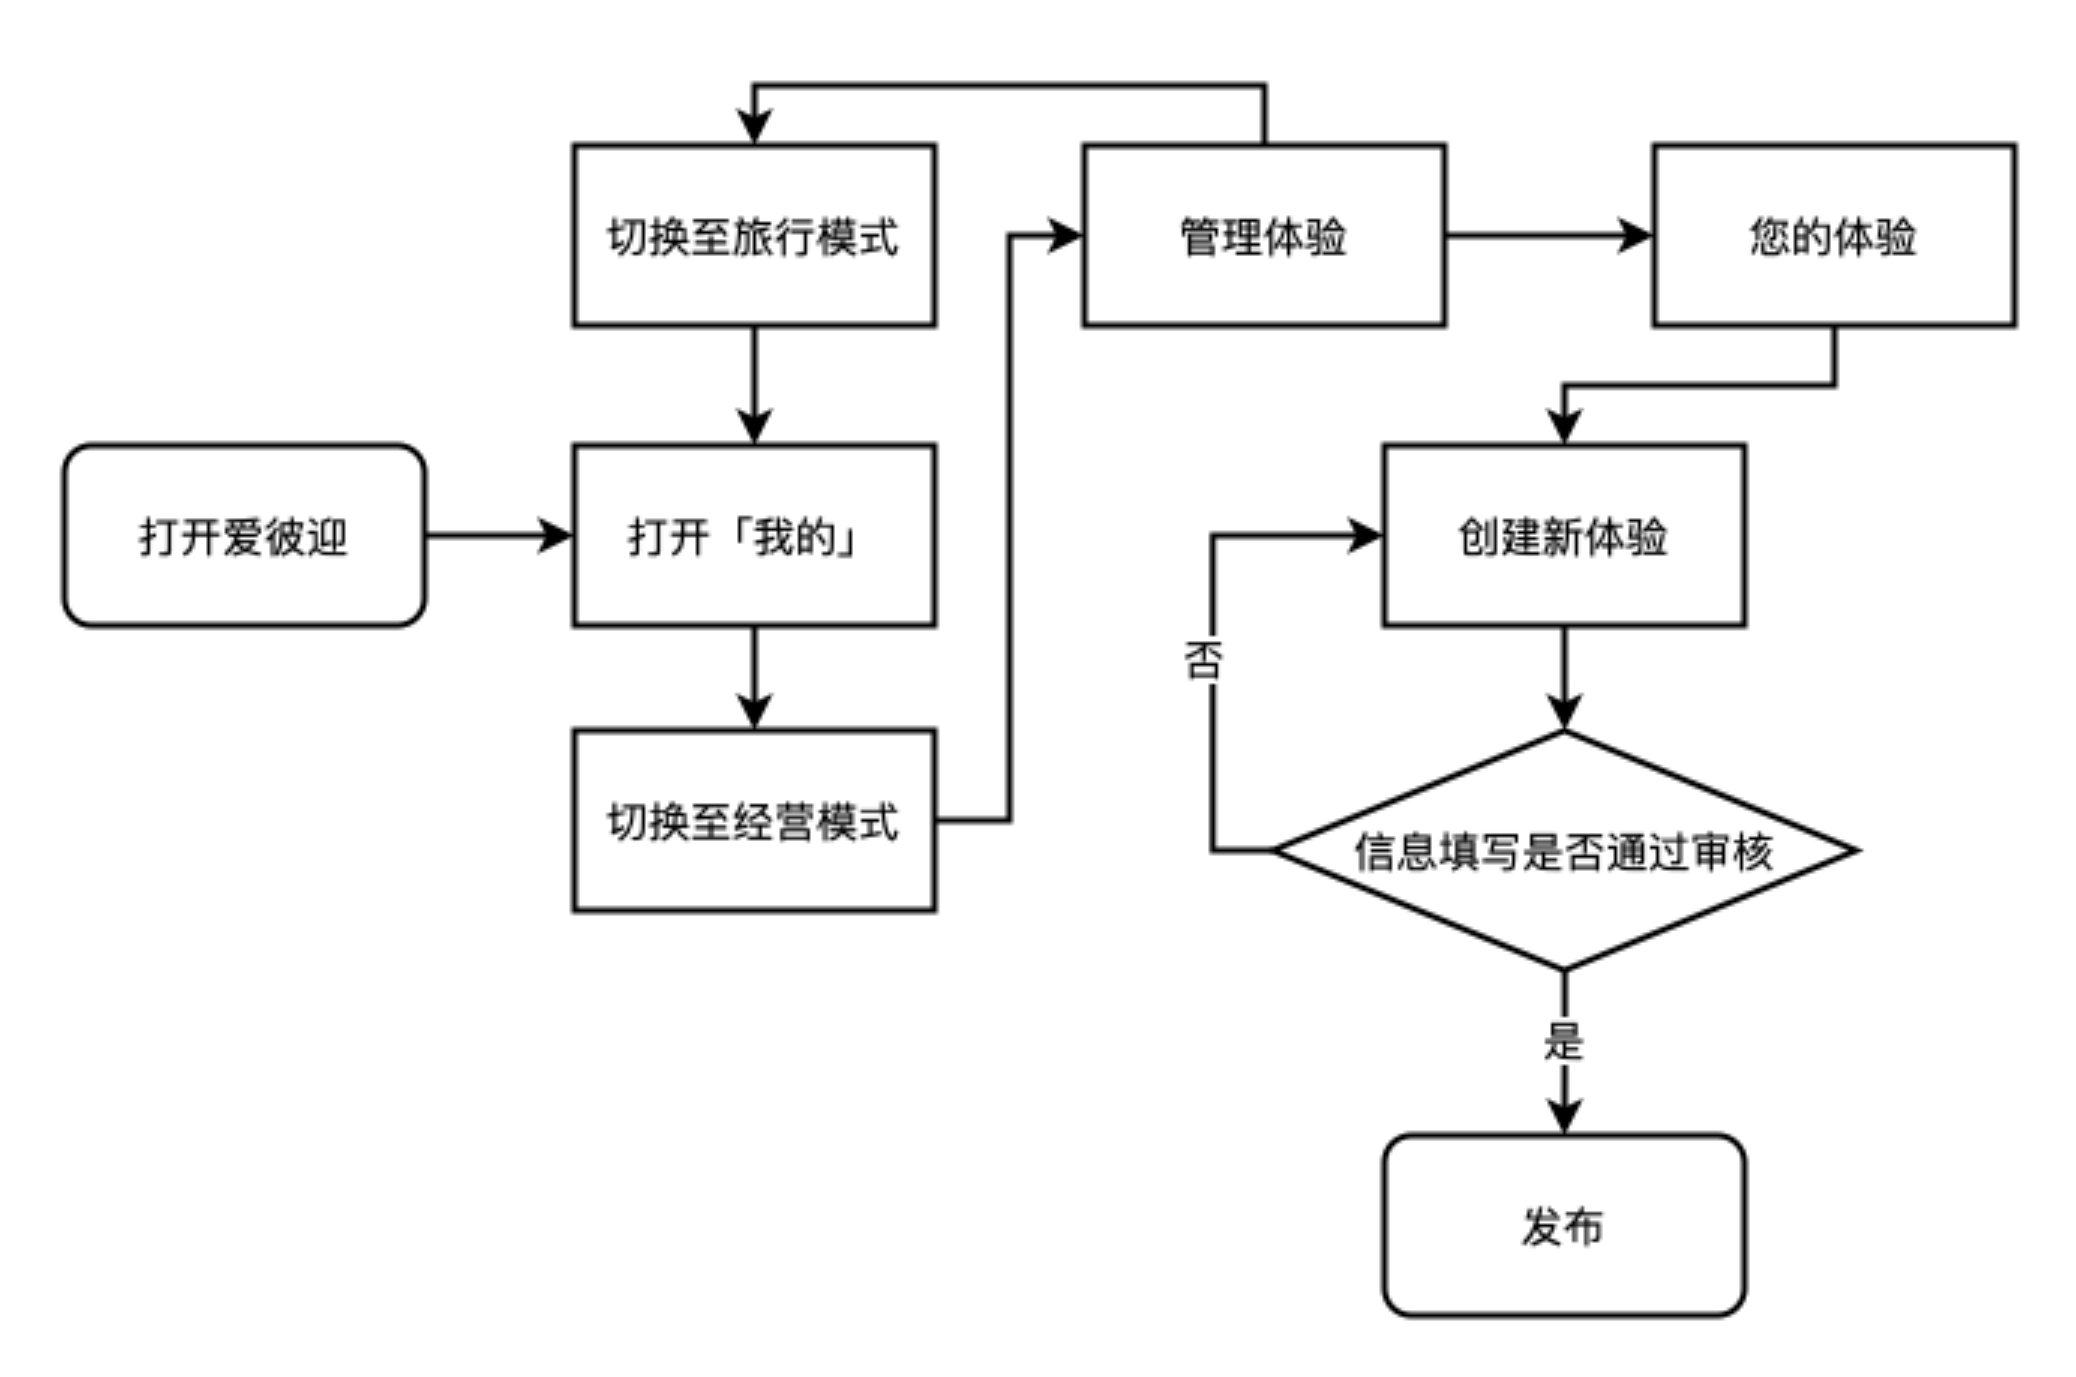 切换至旅行模式
管理体验
您的体验
打开爱彼迎
打开「我的」
创建新体验
否
切换至经营模式
信息填写是否通过审核
是
发布